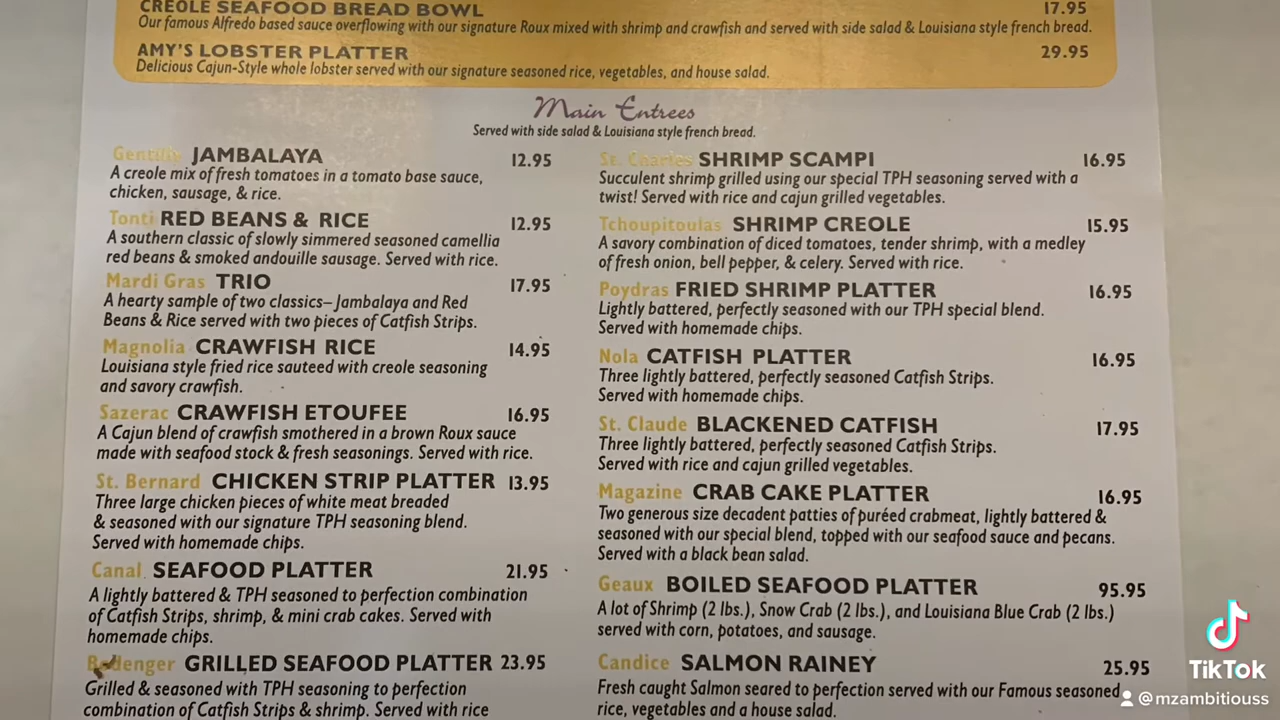 CREOLE SEAFOOD BREAD BOWL 17.95
Our famous Alfredo based sauce overflowing with our signature Roux mixed with shrimp and crawfish and served with side salad & Louisiana style french bread.
AMY'S LOBSTER PLATTER 29.95
Delicious Cajun-Style whole lobster served with our signature seasoned rice, vegetables, and house salad.
Main Entrees
Served with side salad & Louisiana style french bread.
Gentilly JAMBALAYA 12.95
A creole mix of fresh tomatoes in a tomato base sauce,
chicken, sausage, & rice.
Tonti RED BEANS & RICE 12.95
A southern classic of slowly simmered seasoned camellia
red beans & smoked andouille sausage. Served with rice.
Mardi Gras TRIO 17.95
A hearty sample of two classics–Jambalaya and Red
Beans & Rice served with two pieces of Catfish Strips.
Magnolia CRAWFISH RICE 14.95
Louisiana style fried rice sauteed with creole seasoning
and savory crawfish.
Sazerac CRAWFISH ETOUFEE 16.95
A Cajun blend of crawfish smothered in a brown Roux sauce
made with seafood stock & fresh seasonings. Served with rice.
St. Bernard CHICKEN STRIP PLATTER 13.95
Three large chicken pieces of white meat breaded
& seasoned with our signature TPH seasoning blend.
Served with homemade chips.
Canal SEAFOOD PLATTER 21.95
A lightly battered & TPH seasoned to perfection combination
of Catfish Strips, shrimp, & mini crab cakes. Served with
homemade chips.
GRILLED SEAFOOD PLATTER 23.95
Grilled & seasoned with TPH seasoning to perfection
combination of Catfish Strips & shrimp. Served with rice
St. Charles SHRIMP SCAMPI 16.95
Succulent shrimp grilled using our special TPH seasoning served with a
twist! Served with rice and cajun grilled vegetables.
Tchoupitoulas SHRIMP CREOLE 15.95
A savory combination of diced tomatoes, tender shrimp, with a medley
of fresh onion, bell pepper, & celery. Served with rice.
Poydras FRIED SHRIMP PLATTER 16.95
Lightly battered, perfectly seasoned with our TPH special blend.
Served with homemade chips.
Nola CATFISH PLATTER 16.95
Three lightly battered, perfectly seasoned Catfish Strips.
Served with homemade chips.
St. Claude BLACKENED CATFISH 17.95
Three lightly battered, perfectly seasoned Catfish Strips.
Served with rice and cajun grilled vegetables.
Magazine CRAB CAKE PLATTER 16.95
Two generous size decadent patties of puréed crabmeat, lightly battered &
seasoned with our special blend, topped with our seafood sauce and pecans.
Served with a black bean salad.
Geaux BOILED SEAFOOD PLATTER 95.95
A lot of Shrimp (2 lbs.), Snow Crab (2 lbs.), and Louisiana Blue Crab (2 lbs.)
served with corn, potatoes, and sausage.
Candice SALMON RAINEY 25.95
Fresh caught Salmon seared to perfection served with our Famous seasoned
rice, vegetables and a house salad.
TikTok
@mzambitiouss